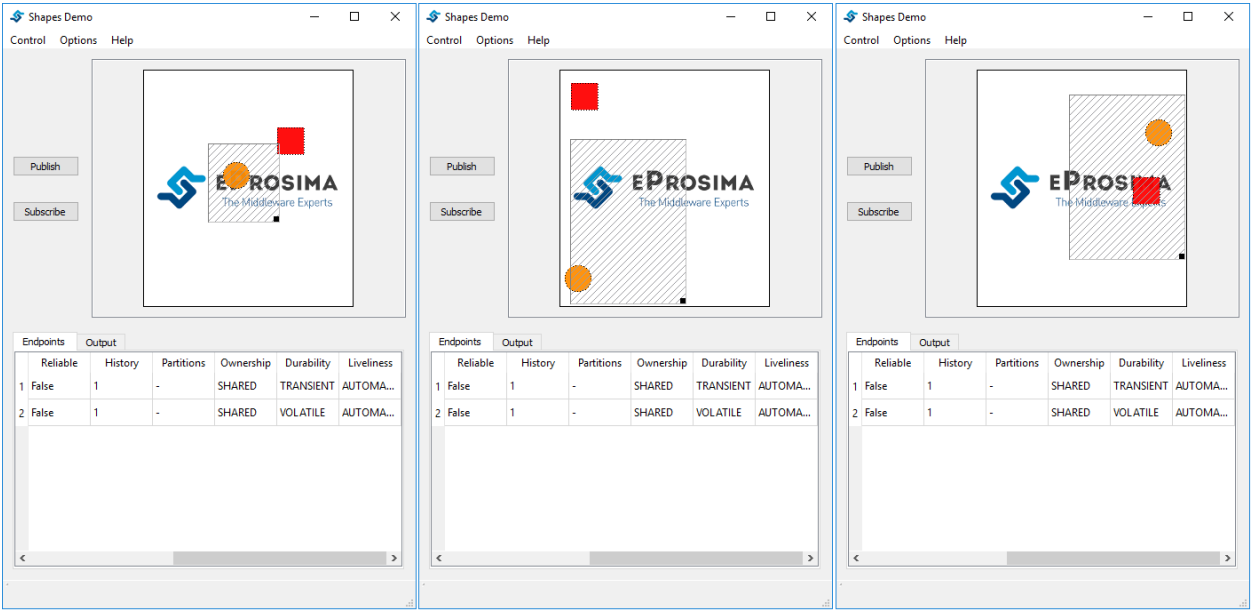 Shapes Demo
Control Options Help
Publish
Subscribe
EPROSIMA
The Middleware Experts
Endpoints Output
Reliable History Partitions Ownership Durability Liveliness
1 False 1 - SHARED TRANSIENT AUTOMA...
2 False 1 - SHARED VOLATILE AUTOMA...
Shapes Demo
Control Options Help
Publish
Subscribe
EPROSIMA
The Middleware Experts
Endpoints Output
Reliable History Partitions Ownership Durability Liveliness
1 False 1 - SHARED TRANSIENT AUTOMA...
2 False 1 - SHARED VOLATILE AUTOMA...
Shapes Demo
Control Options Help
Publish
Subscribe
EPROSIMA
The Middleware Experts
Endpoints Output
Reliable History Partitions Ownership Durability Liveliness
1 False 1 - SHARED TRANSIENT AUTOMA...
2 False 1 - SHARED VOLATILE AUTOMA...